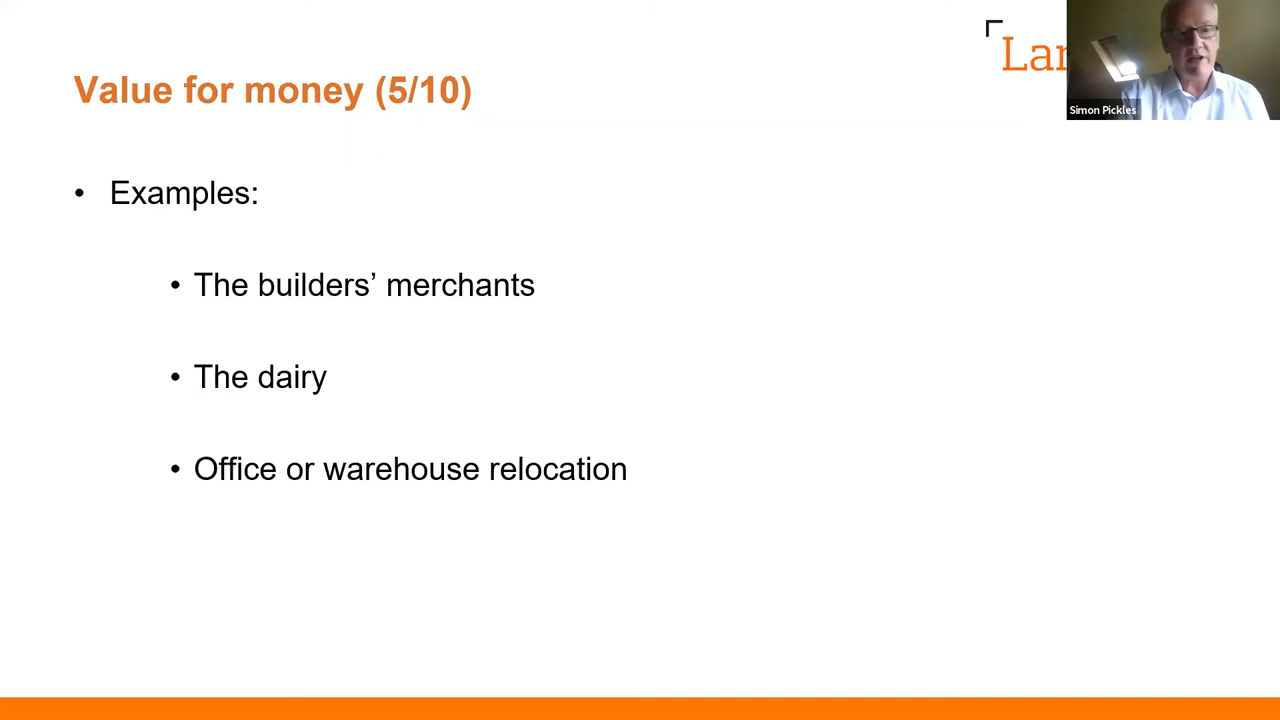 Value for money (5/10)
Simon Pickles
• Examples:
• The builders’ merchants
• The dairy
• Office or warehouse relocation